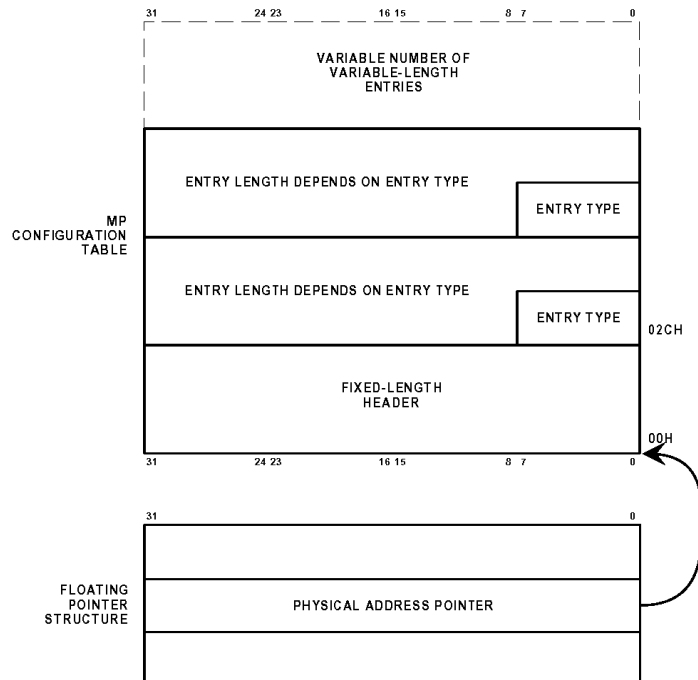 31 24 23 16 15 8 7 0
VARIABLE NUMBER OF
VARIABLE-LENGTH
ENTRIES
ENTRY LENGTH DEPENDS ON ENTRY TYPE
ENTRY TYPE
MP
CONFIGURATION
TABLE
ENTRY LENGTH DEPENDS ON ENTRY TYPE
ENTRY TYPE
02CH
FIXED-LENGTH
HEADER
00H
31 24 23 16 15 8 7 0
31 0
FLOATING
POINTER
STRUCTURE
PHYSICAL ADDRESS POINTER